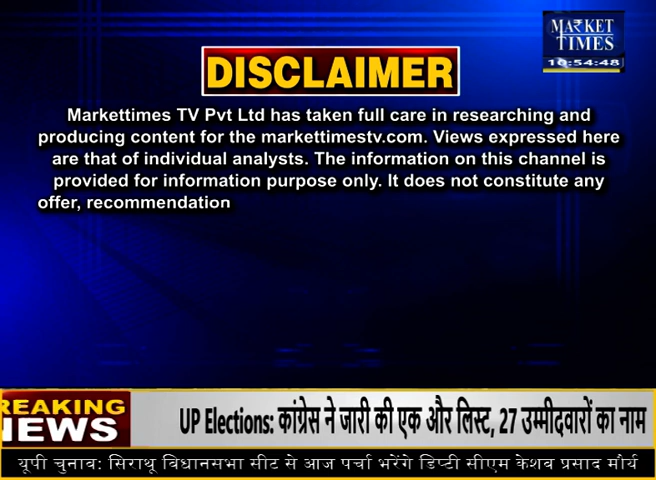 MARKET
TIMES
10:54:48
DISCLAIMER
Markettimes TV Pvt Ltd has taken full care in researching and
producing content for the markettimestv.com. Views expressed here
are that of individual analysts. The information on this channel is
provided for information purpose only. It does not constitute any
offer, recommendation
REAKING
NEWS
UP Elections: कांग्रेस ने जारी की एक और लिस्ट, 27 उम्मीदवारों का नाम
यूपी चुनाव: सिराथू विधानसभा सीट से आज पर्चा भरेंगे डिप्टी सीएम केशव प्रसाद मौर्य